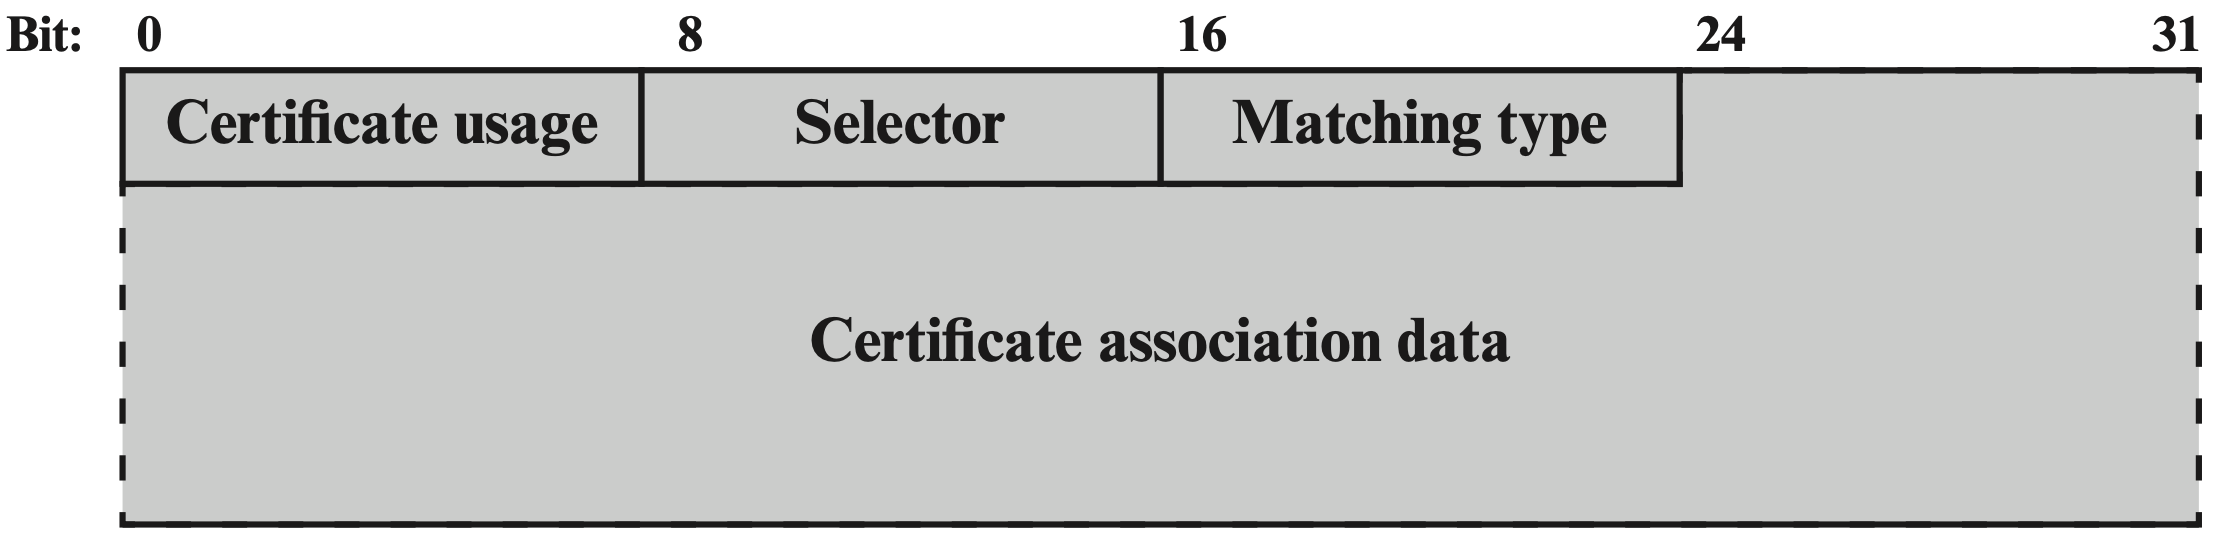 Bit: 0 8 16 24 31
Certificate usage Selector Matching type
Certificate association data